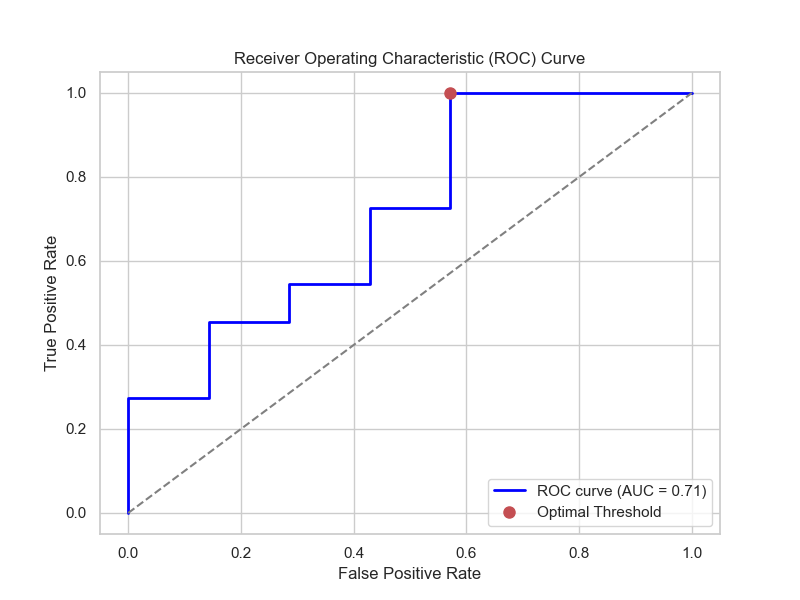 Receiver Operating Characteristic (ROC) Curve
True Positive Rate
1.0
0.8
0.6
0.4
0.2
0.0
ROC curve (AUC = 0.71)
Optimal Threshold
0.0 0.2 0.4 0.6 0.8 1.0
False Positive Rate